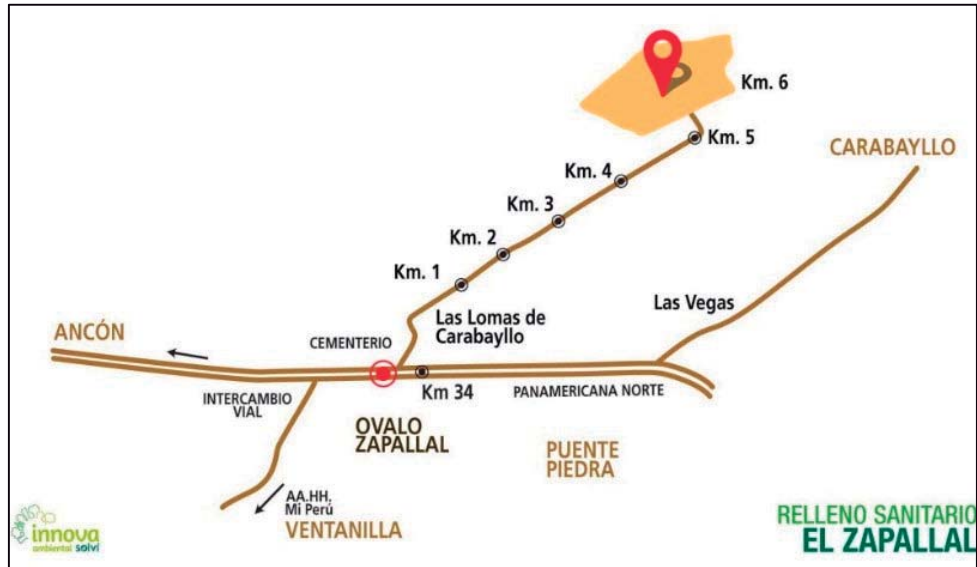 Km. 6
Km. 5
CARABAYLLO
Km. 4
Km. 3
Km. 2
Km. 1
Las Vegas
Las Lomas de
Carabayllo
ANCÓN
CEMENTERIO
INTERCAMBIO
VIAL
Km 34
PANAMERICANA NORTE
OVALO
ZAPALLAL
PUENTE
PIEDRA
AA.HH.
Mi Perú
VENTANILLA
innova
ambiental solví
RELLENO SANITARIO
EL ZAPALLAL